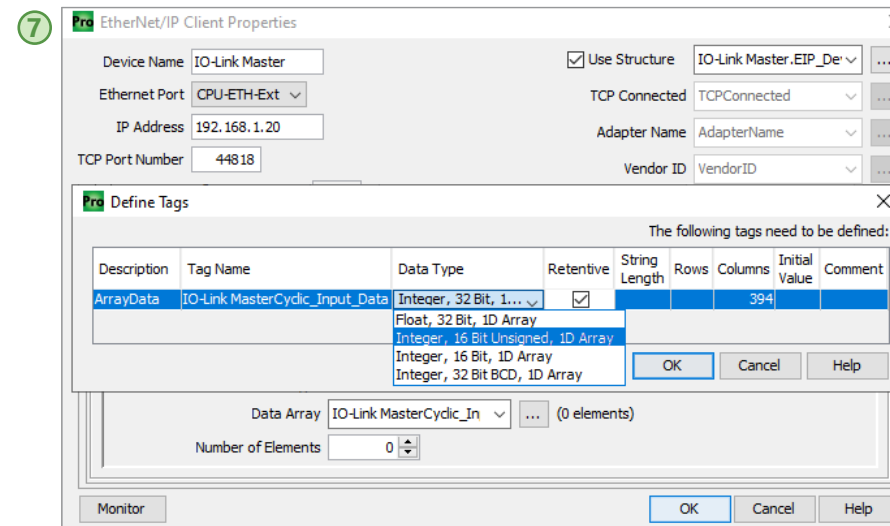 7
Pro EtherNet/IP Client Properties
Device Name IO-Link Master Use Structure IO-Link Master.EIP_De ...
Ethernet Port CPU-ETH-Ext TCP Connected TCPConnected ...
IP Address 192.168.1.20 Adapter Name AdapterName ...
TCP Port Number 44818 Vendor ID VendorID ...
Pro Define Tags
The following tags need to be defined:
Description Tag Name Data Type Retentive String Length Rows Columns Initial Value Comment
ArrayData IO-Link MasterCyclic_Input_Data Integer, 32 Bit, 1... 394
Float, 32 Bit, 1D Array
Integer, 16 Bit Unsigned, 1D Array
Integer, 16 Bit, 1D Array
Integer, 32 Bit BCD, 1D Array
OK Cancel Help
Data Array IO-Link MasterCyclic_In ... (0 elements)
Number of Elements 0
Monitor OK Cancel Help